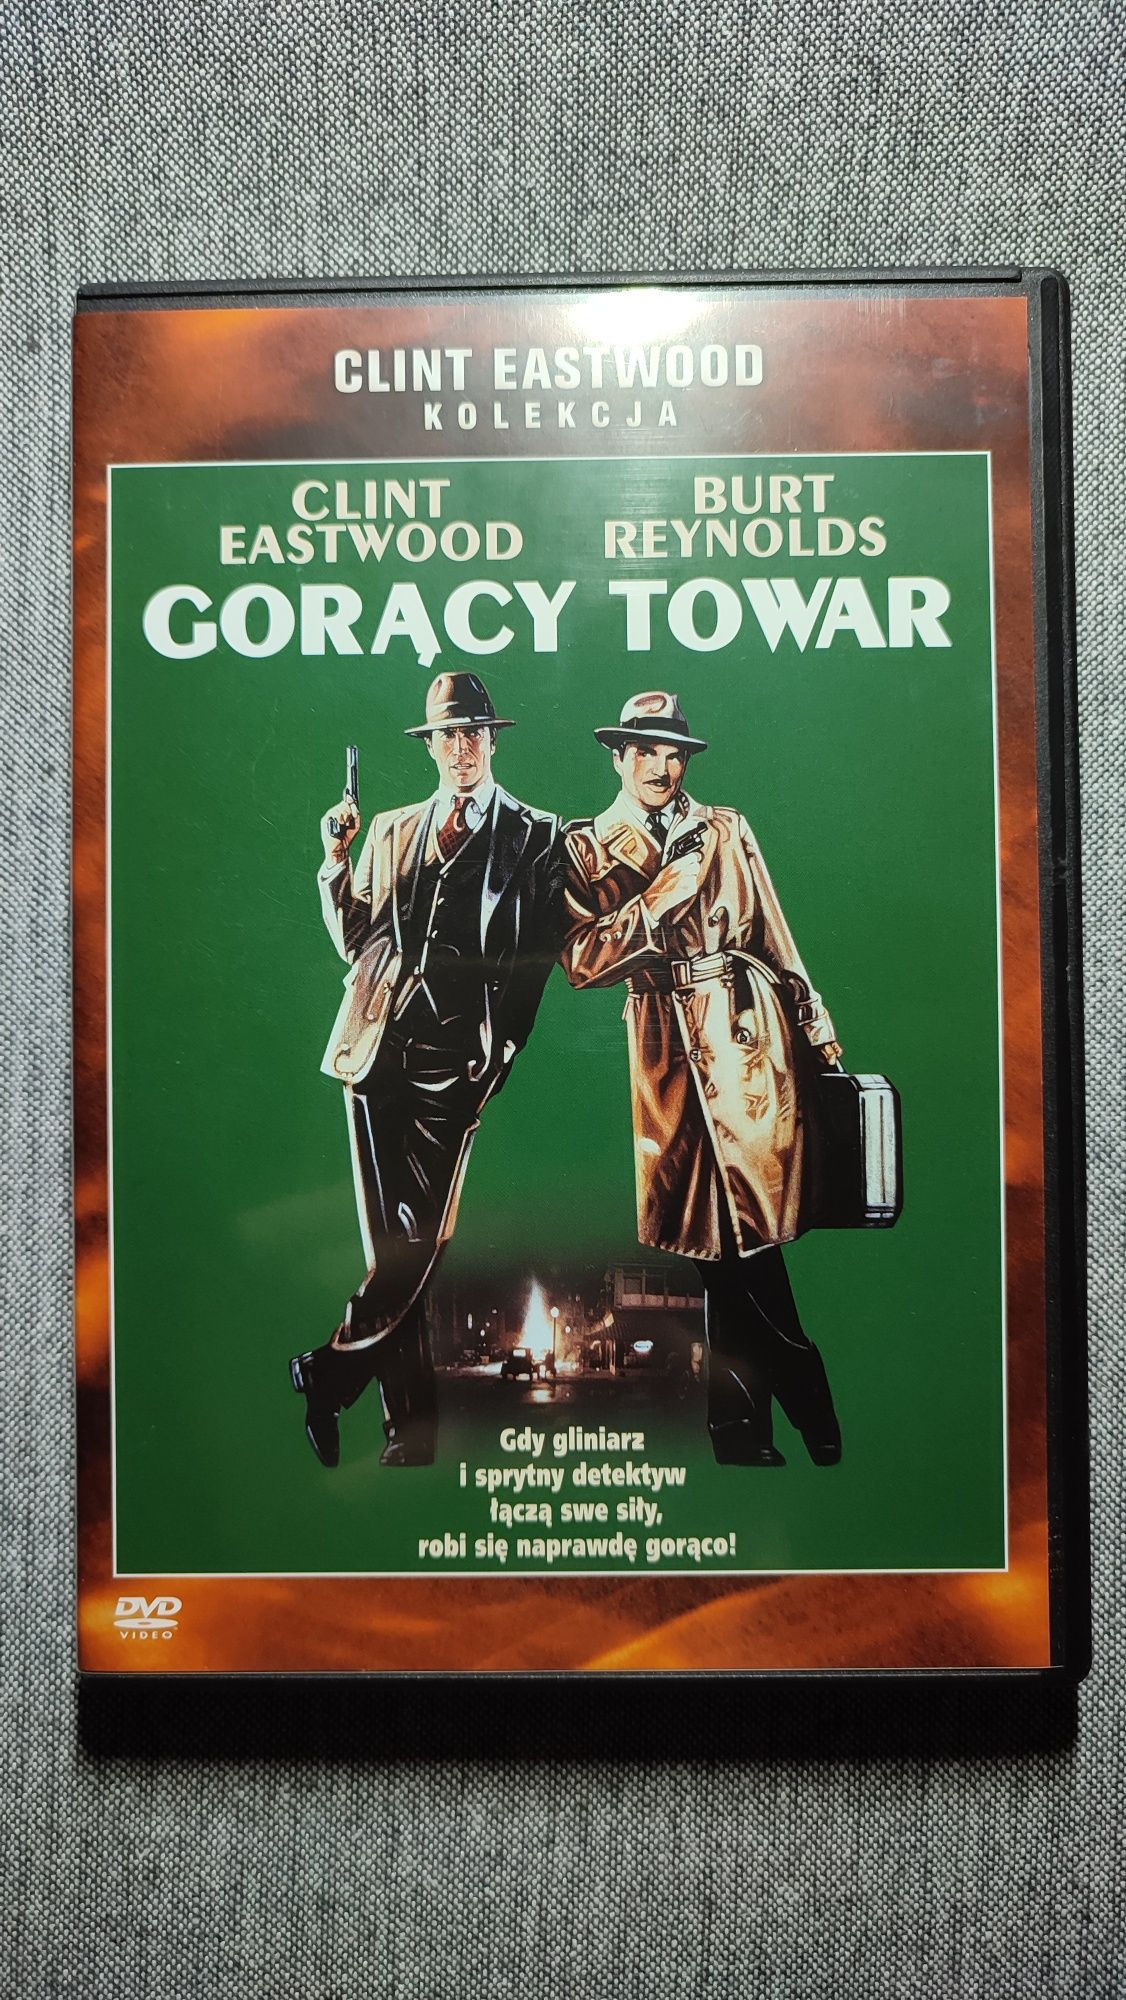 CLINT EASTWOOD
KOLEKCJA
CLINT
EASTWOOD
BURT
REYNOLDS
GORĄCY TOWAR
Gdy gliniarz
i sprytny detektyw
łączą swe siły,
robi się naprawdę gorąco!
DVD
VIDEO